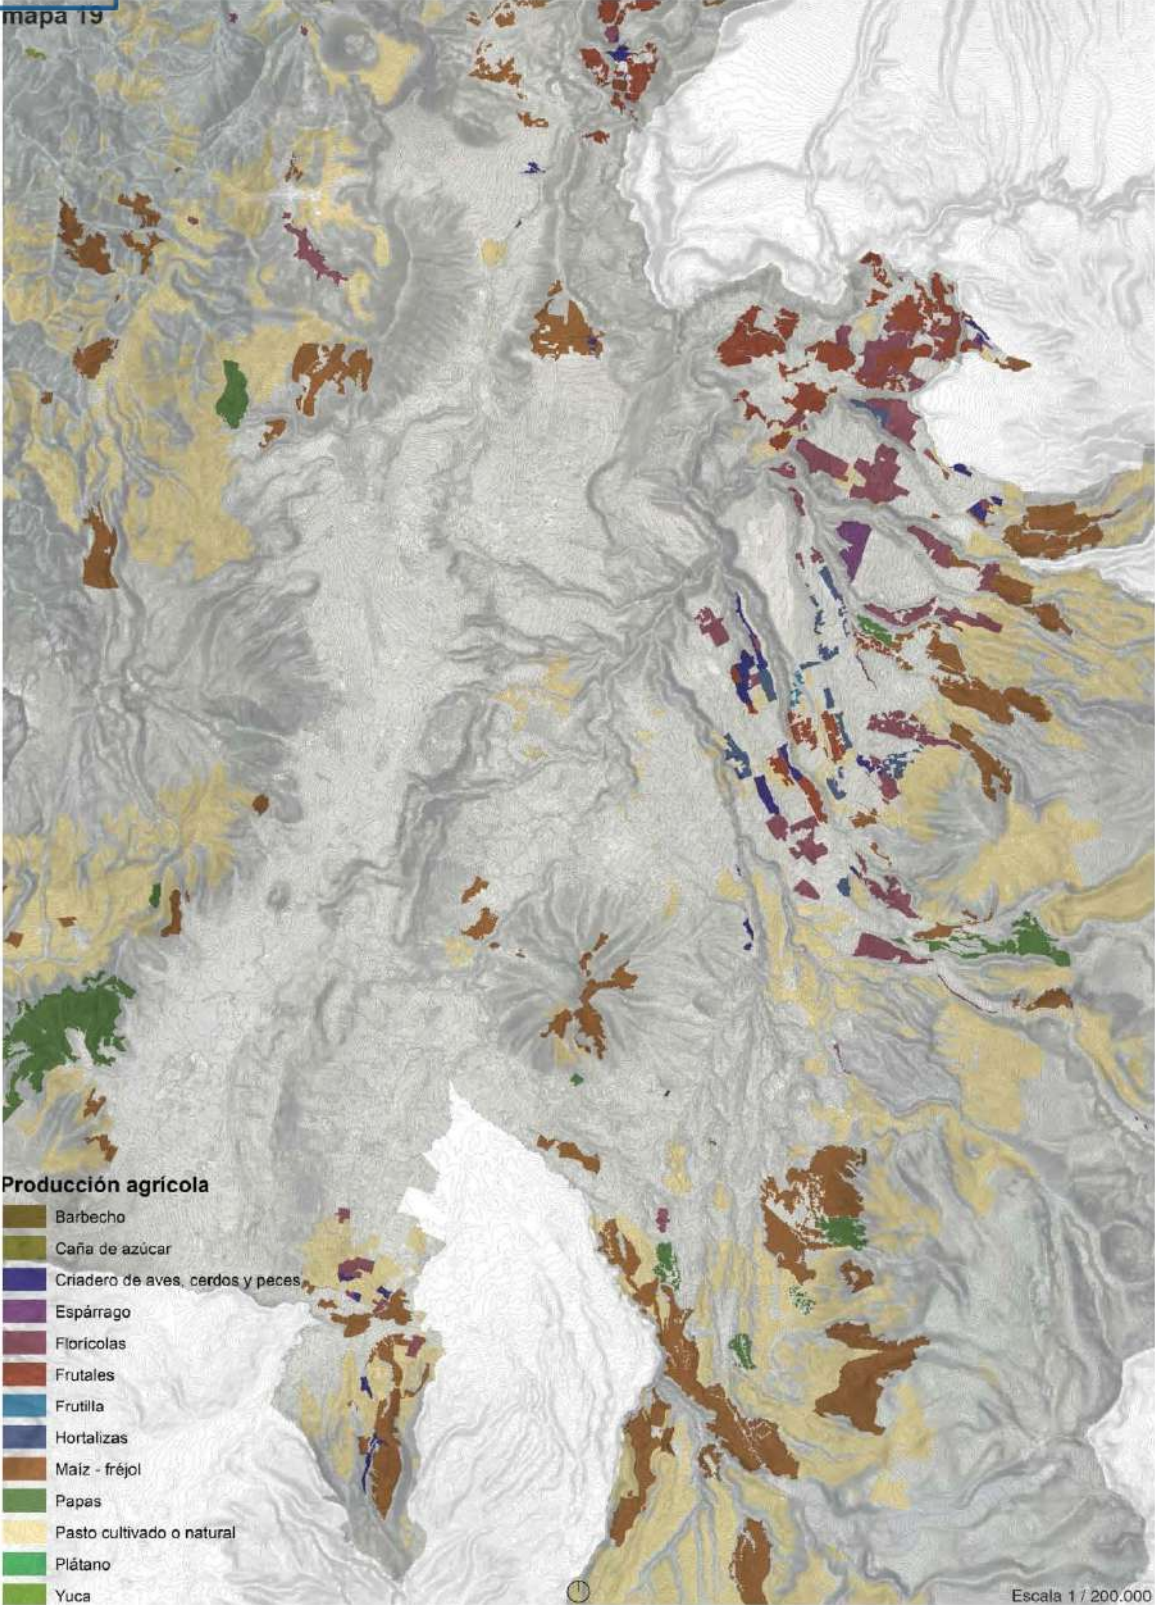 mapa 19
Producción agrícola
Barbecho
Caña de azúcar
Criadero de aves, cerdos y peces
Espárrago
Florícolas
Frutales
Frutilla
Hortalizas
Maíz - fréjol
Papas
Pasto cultivado o natural
Plátano
Yuca
Escala 1 / 200.000